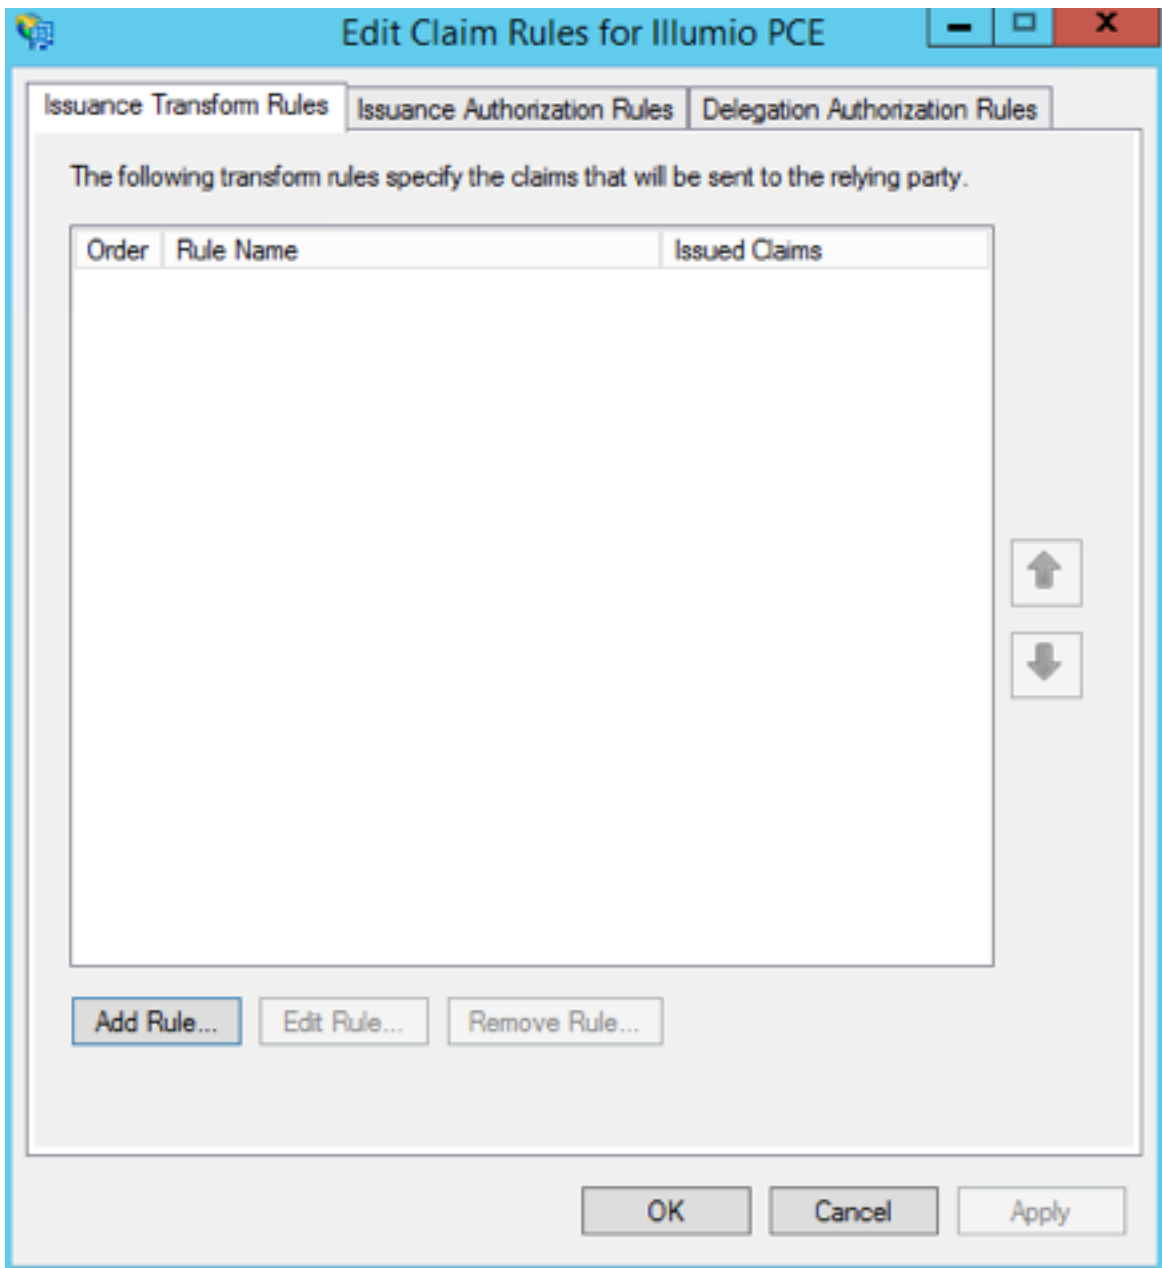 Edit Claim Rules for Illumio PCE
Issuance Transform Rules Issuance Authorization Rules Delegation Authorization Rules
The following transform rules specify the claims that will be sent to the relying party.
Order Rule Name Issued Claims
Add Rule... Edit Rule... Remove Rule...
OK Cancel Apply